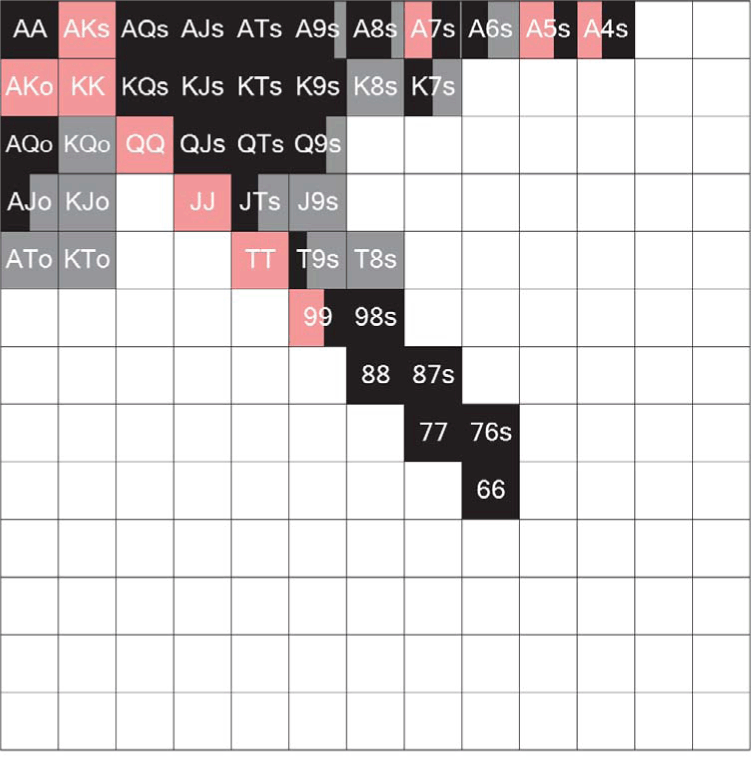 AA AKs AQs AJs ATs A9s A8s A7s A6s A5s A4s
AKo KK KQs KJs KTs K9s K8s K7s
AQo KQo QQ QJs QTs Q9s
AJo KJo JJ JTs J9s
ATo KTo TT T9s T8s
99 98s
88 87s
77 76s
66